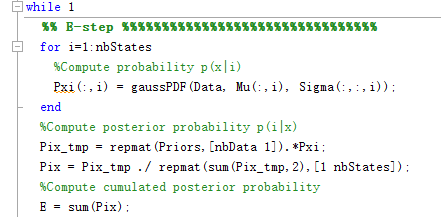 while 1
%% E-step %%%%%%%%%%%%%%%%%%%%%%%%%%%%%%%%
for i=1:nbStates
%Compute probability p(x|i)
Pxi(:,i) = gaussPDF(Data, Mu(:,i), Sigma(:,:,i));
end
%Compute posterior probability p(i|x)
Pix_tmp = repmat(Priors,[nbData 1]).*Pxi;
Pix = Pix_tmp ./ repmat(sum(Pix_tmp,2),[1 nbStates]);
%Compute cumulated posterior probability
E = sum(Pix);